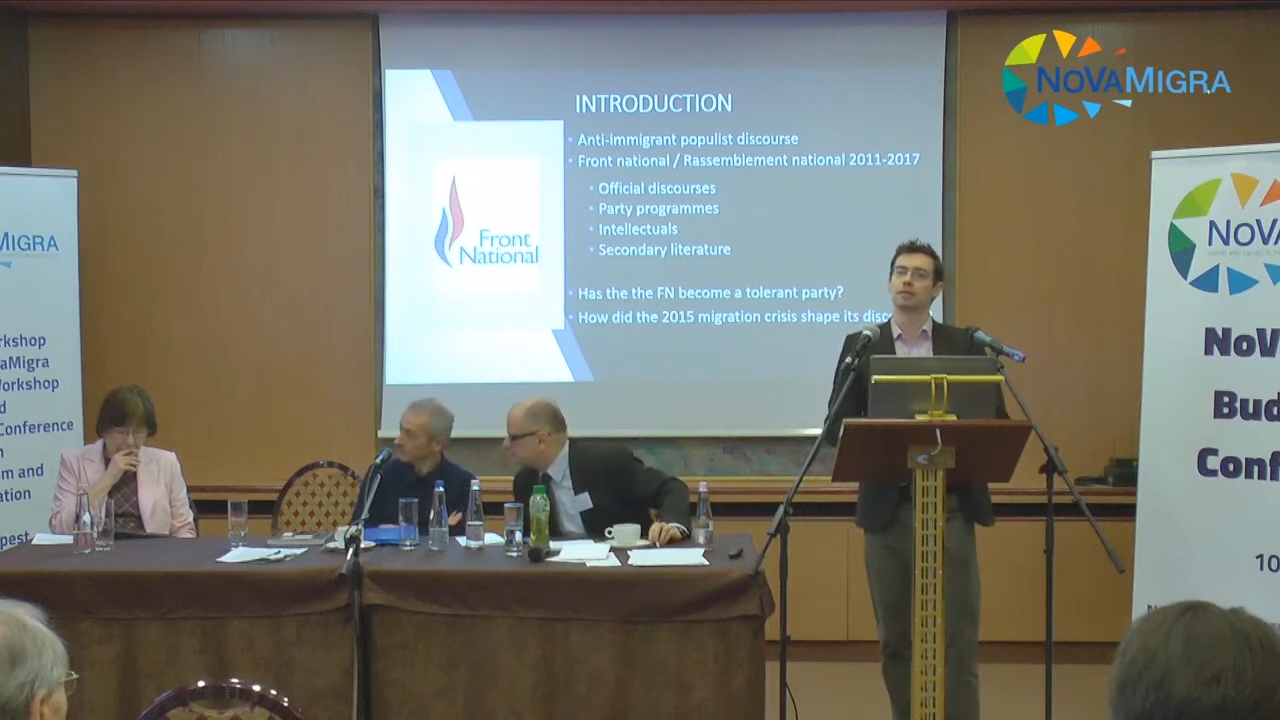 NOVAMIGRA
INTRODUCTION
Anti-immigrant populist discourse
Front national / Rassemblement national 2011-2017
Official discourses
Party programmes
Intellectuals
Secondary literature
Has the the FN become a tolerant party?
How did the 2015 migration crisis shape its disc
Front
National
MIGRA
rkshop
aMigra
Workshop
d
Conference
n
sm and
ation
pest
NOVA
NoV
Bud
Conf
10
N